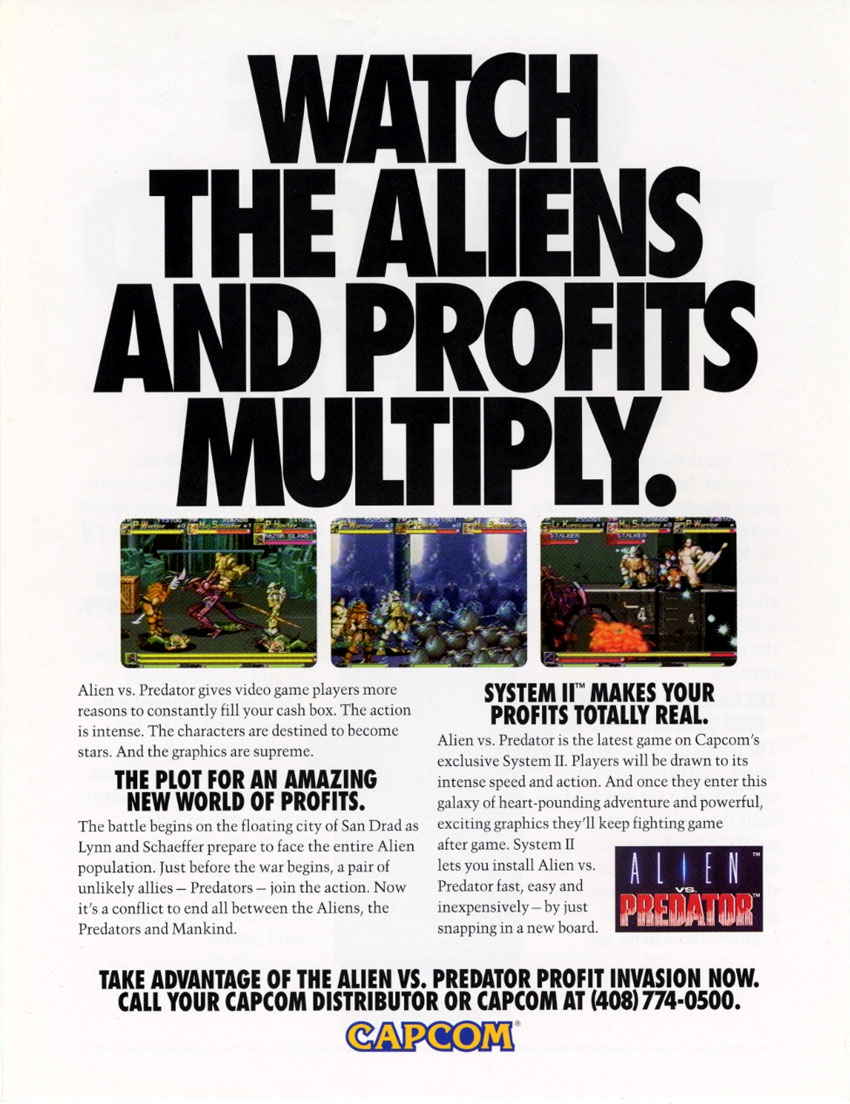 WATCH
THE ALIENS
AND PROFITS
MULTIPLY.
Alien vs. Predator gives video game players more
reasons to constantly fill your cash box. The action
is intense. The characters are destined to become
stars. And the graphics are supreme.
THE PLOT FOR AN AMAZING
NEW WORLD OF PROFITS.
The battle begins on the floating city of San Drad as
Lynn and Schaeffer prepare to face the entire Alien
population. Just before the war begins, a pair of
unlikely allies – Predators – join the action. Now
it's a conflict to end all between the Aliens, the
Predators and Mankind.
SYSTEM II™ MAKES YOUR
PROFITS TOTALLY REAL.
Alien vs. Predator is the latest game on Capcom's
exclusive System II. Players will be drawn to its
intense speed and action. And once they enter this
galaxy of heart-pounding adventure and powerful,
exciting graphics they'll keep fighting game
after game. System II
lets you install Alien vs.
Predator fast, easy and
inexpensively – by just
snapping in a new board.
ALIEN™
VS.
PREDATOR™
TAKE ADVANTAGE OF THE ALIEN VS. PREDATOR PROFIT INVASION NOW.
CALL YOUR CAPCOM DISTRIBUTOR OR CAPCOM AT (408) 774-0500.
CAPCOM®